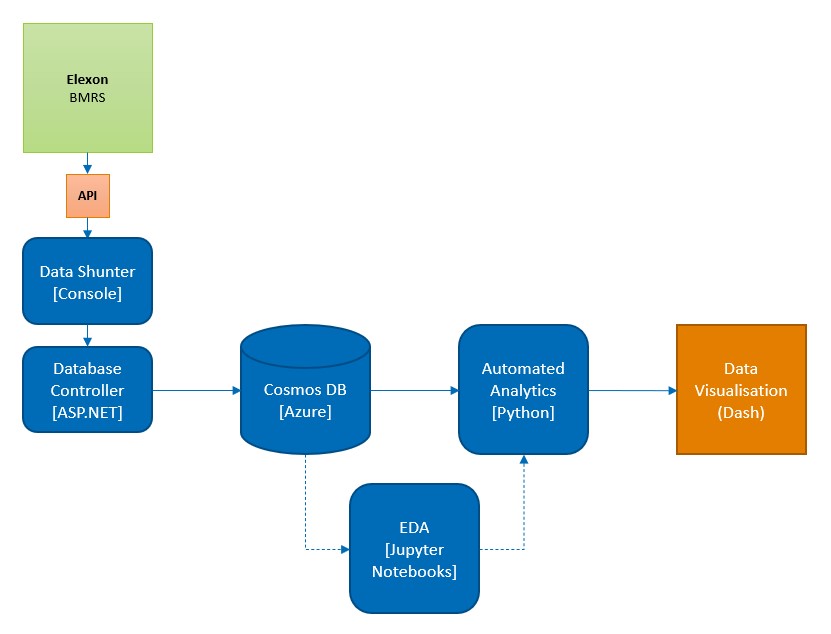 Elexon
BMRS
API
Data Shunter
[Console]
Database
Controller
[ASP.NET]
Cosmos DB
[Azure]
Automated
Analytics
[Python]
Data
Visualisation
(Dash)
EDA
[Jupyter
Notebooks]